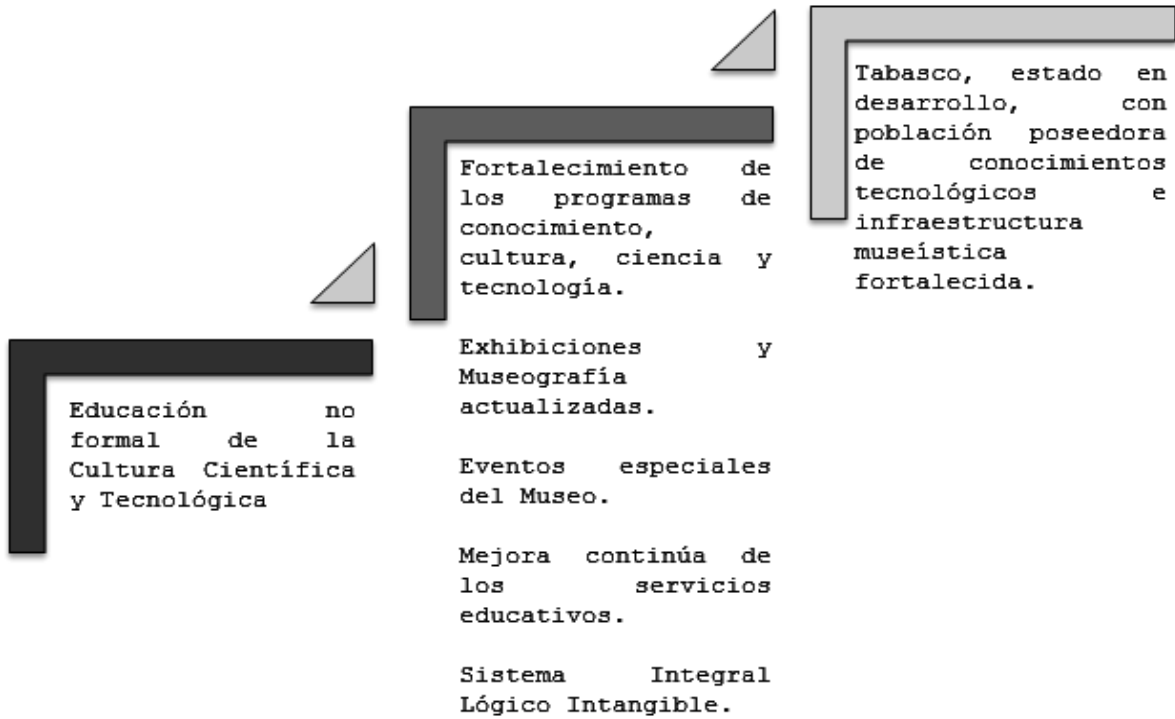 Educación no
formal de la
Cultura Científica
y Tecnológica
Fortalecimiento de
los programas de
conocimiento,
cultura, ciencia y
tecnología.
Exhibiciones y
Museografía
actualizadas.
Eventos especiales
del Museo.
Mejora continúa de
los servicios
educativos.
Sistema Integral
Lógico Intangible.
Tabasco, estado en
desarrollo, con
población poseedora
de conocimientos
tecnológicos e
infraestructura
museística
fortalecida.